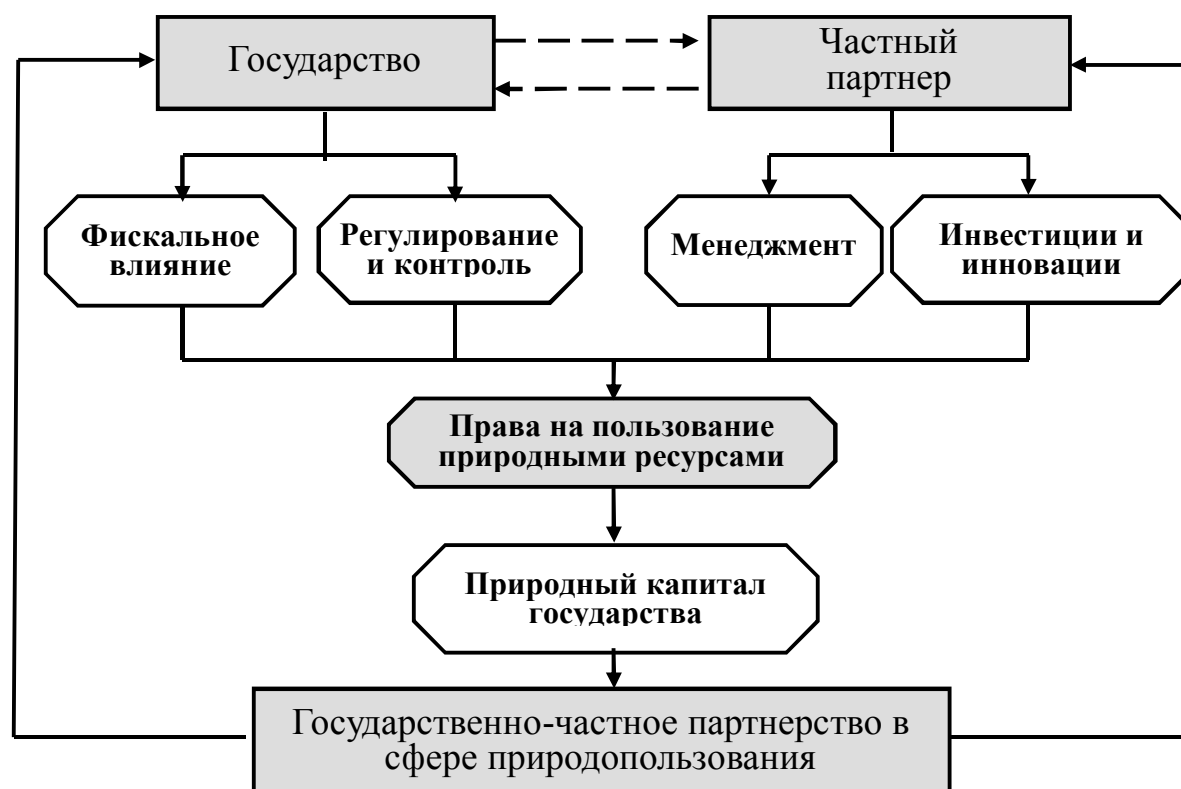 Государство
Частный
партнер
Фискальное
влияние
Регулирование
и контроль
Менеджмент
Инвестиции и
инновации
Права на пользование
природными ресурсами
Природный капитал
государства
Государственно-частное партнерство в
сфере природопользования